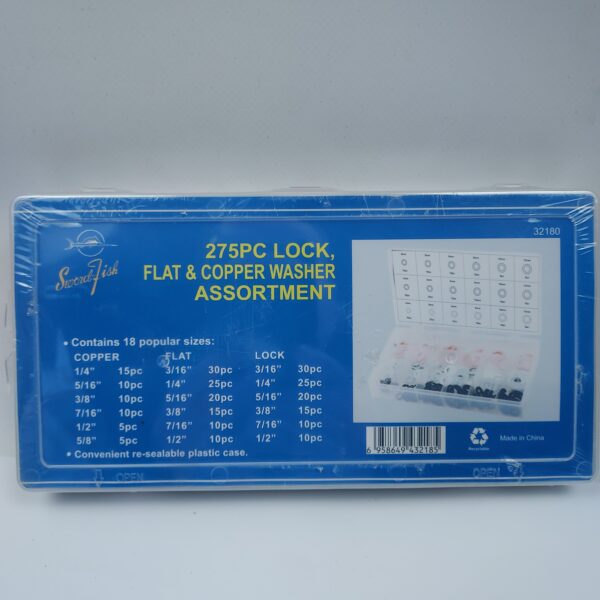 32180
Sword-Fish
275PC LOCK,
FLAT & COPPER WASHER
ASSORTMENT
• Contains 18 popular sizes:
COPPER FLAT LOCK
1/4" 15pc 3/16" 30pc 3/16" 30pc
5/16" 10pc 1/4" 25pc 1/4" 25pc
3/8" 10pc 5/16" 20pc 5/16" 20pc
7/16" 10pc 3/8" 15pc 3/8" 15pc
1/2" 5pc 7/16" 10pc 7/16" 10pc
5/8" 5pc 1/2" 10pc 1/2" 10pc
• Convenient re-sealable plastic case.
6 958649 432185
Recyclable
Made in China
OPEN OPEN